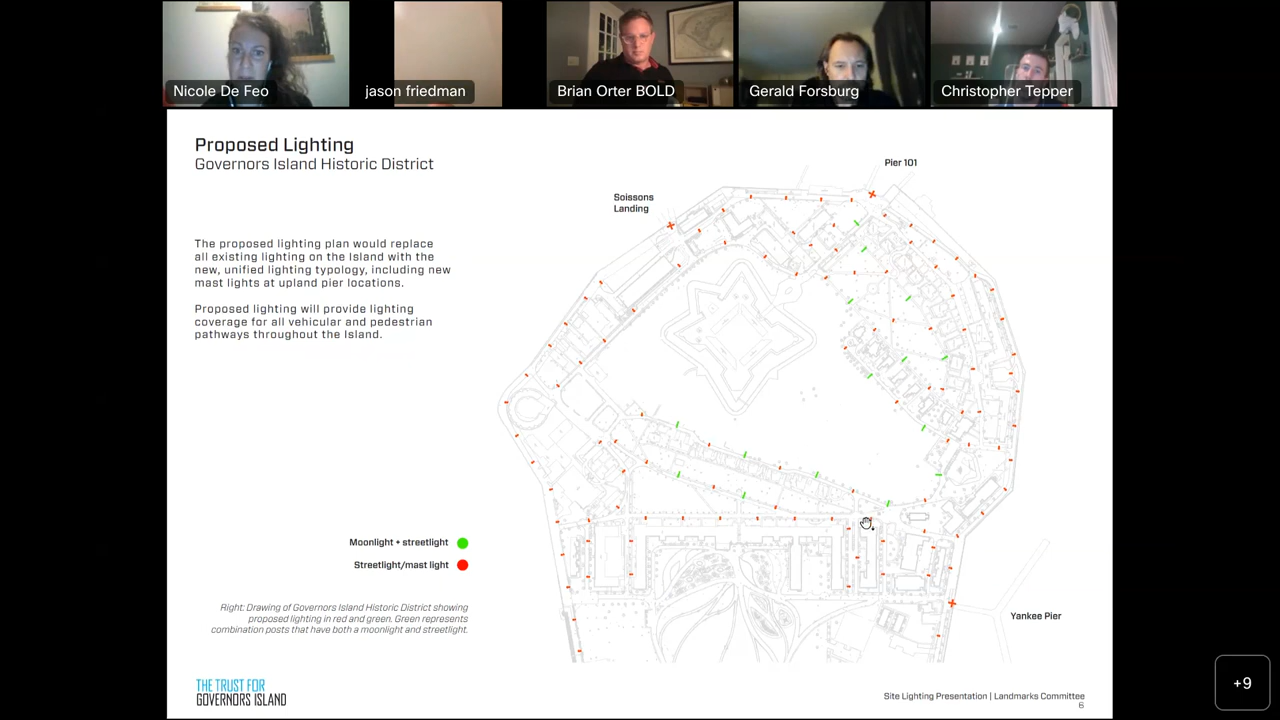 Nicole De Feo
jason friedman
Brian Orter BOLD
Gerald Forsburg
Christopher Tepper
Proposed Lighting
Governors Island Historic District
Pier 101
Soissons
Landing
The proposed lighting plan would replace
all existing lighting on the Island with the
new, unified lighting typology, including new
mast lights at upland pier locations.
Proposed lighting will provide lighting
coverage for all vehicular and pedestrian
pathways throughout the Island.
Moonlight + streetlight
Streetlight/mast light
Right: Drawing of Governors Island Historic District showing
proposed lighting in red and green. Green represents
combination posts that have both a moonlight and streetlight.
Yankee Pier
THE TRUST FOR
GOVERNORS ISLAND
Site Lighting Presentation | Landmarks Committee
6
+9